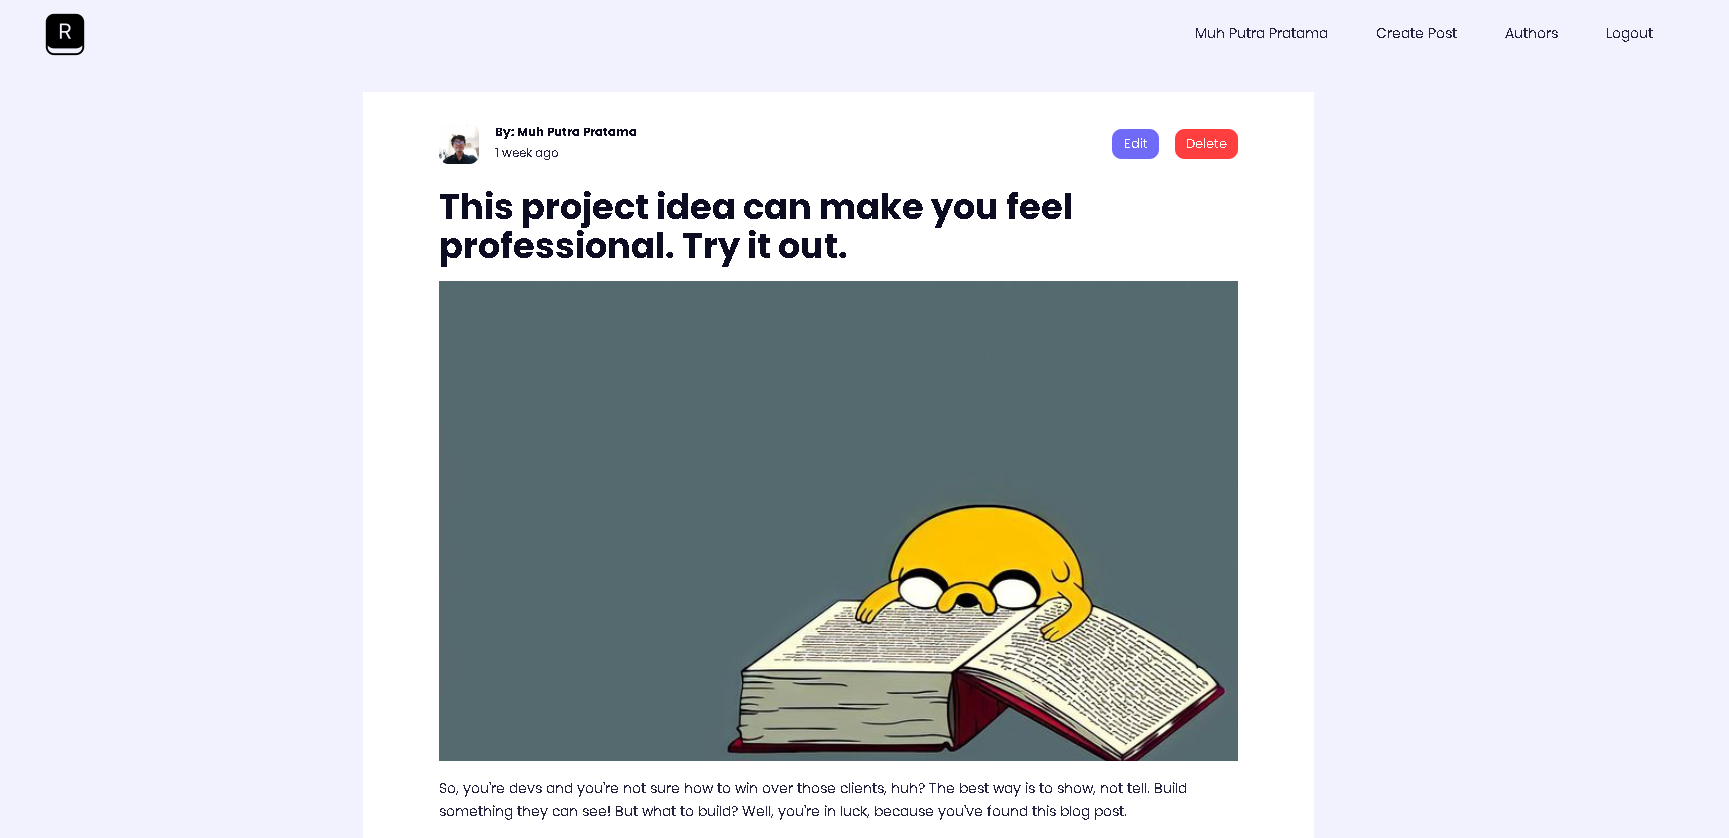 R
Muh Putra Pratama
Create Post
Authors
Logout
By: Muh Putra Pratama
1 week ago
Edit
Delete
This project idea can make you feel
professional. Try it out.
So, you're devs and you're not sure how to win over those clients, huh? The best way is to show, not tell. Build
something they can see! But what to build? Well, you're in luck, because you've found this blog post.